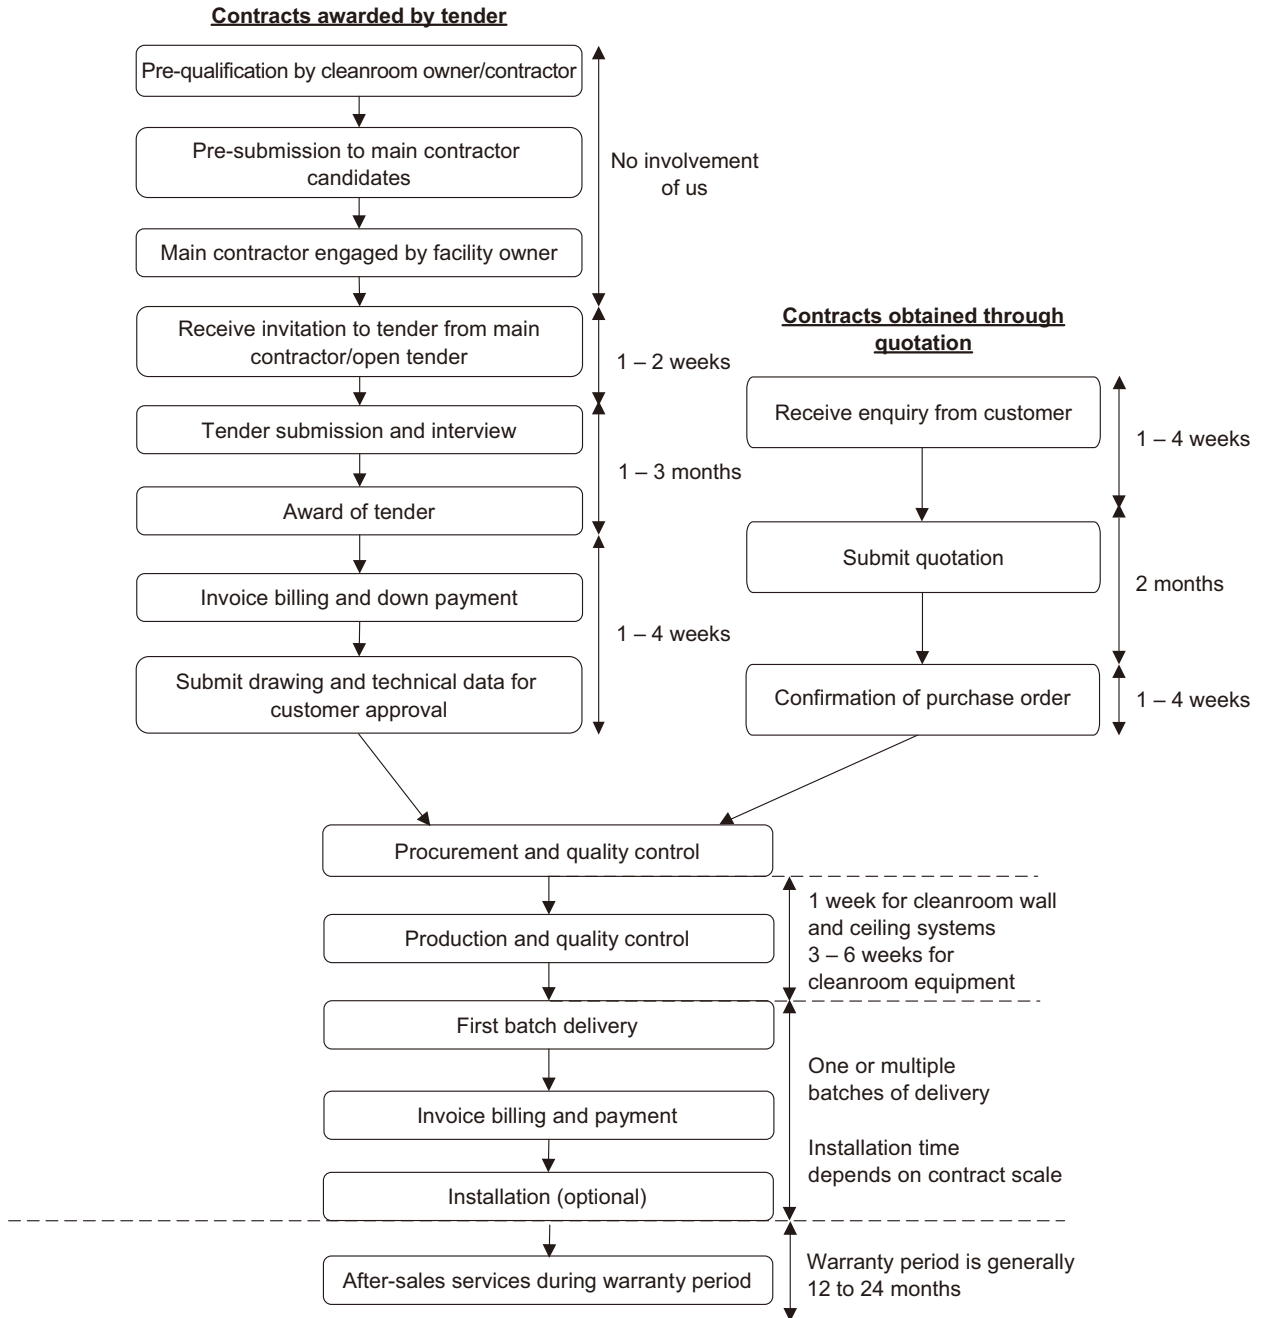 Contracts awarded by tender
Pre-qualification by cleanroom owner/contractor
Pre-submission to main contractor
candidates
No involvement
of us
Main contractor engaged by facility owner
Receive invitation to tender from main
contractor/open tender
1 – 2 weeks
Tender submission and interview
1 – 3 months
Award of tender
Invoice billing and down payment
1 – 4 weeks
Submit drawing and technical data for
customer approval
Contracts obtained through
quotation
Receive enquiry from customer
1 – 4 weeks
Submit quotation
2 months
Confirmation of purchase order
1 – 4 weeks
Procurement and quality control
Production and quality control
1 week for cleanroom wall
and ceiling systems
3 – 6 weeks for
cleanroom equipment
First batch delivery
Invoice billing and payment
Installation (optional)
One or multiple
batches of delivery
Installation time
depends on contract scale
After-sales services during warranty period
Warranty period is generally
12 to 24 months